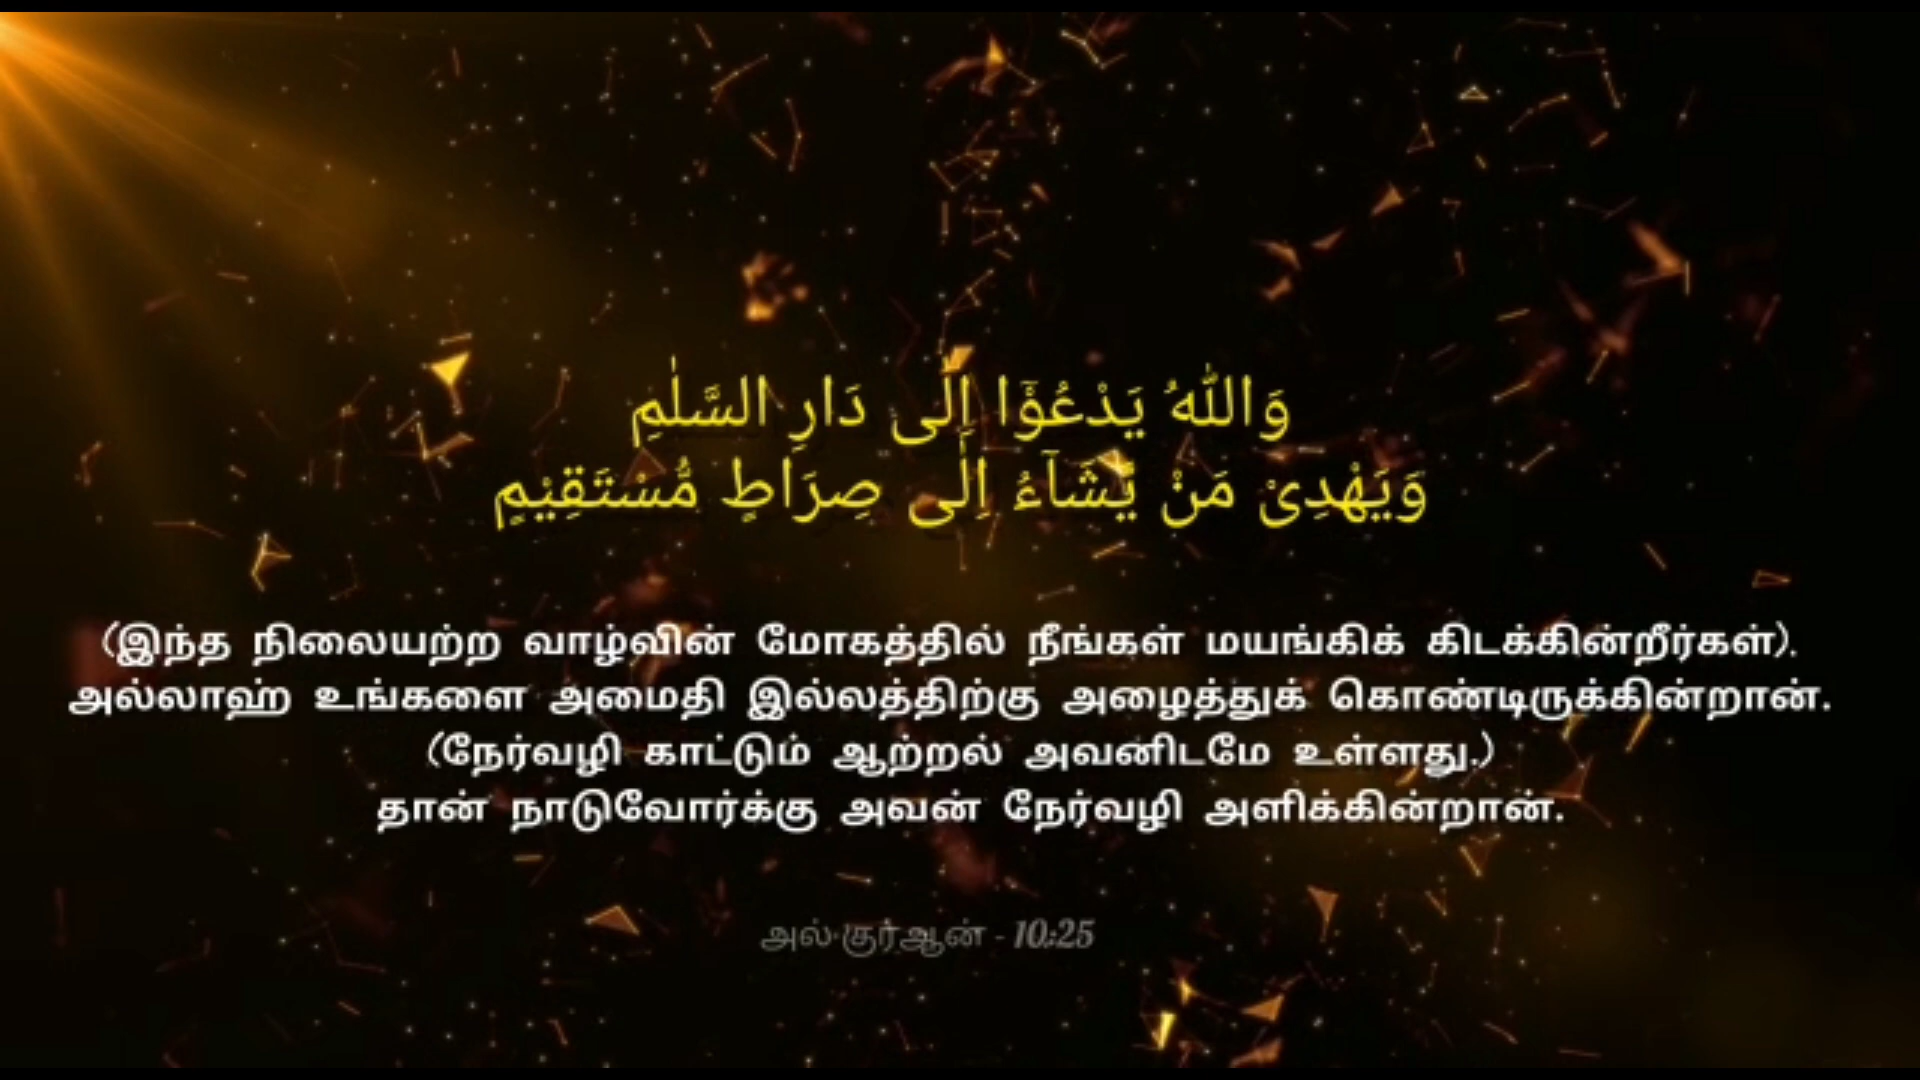 وَاللّٰهُ يَدْعُوْۤا اِلٰى دَارِ السَّلٰمِ
وَيَهْدِىْ مَنْ يَّشَآءُ اِلٰى صِرَاطٍ مُّسْتَقِيْمٍ
(இந்த நிலையற்ற வாழ்வின் மோகத்தில் நீங்கள் மயங்கிக் கிடக்கின்றீர்கள்).
அல்லாஹ் உங்களை அமைதி இல்லத்திற்கு அழைத்துக் கொண்டிருக்கின்றான்.
(நேர்வழி காட்டும் ஆற்றல் அவனிடமே உள்ளது.)
தான் நாடுவோர்க்கு அவன் நேர்வழி அளிக்கின்றான்.
அல்குர்ஆன் - 10:25